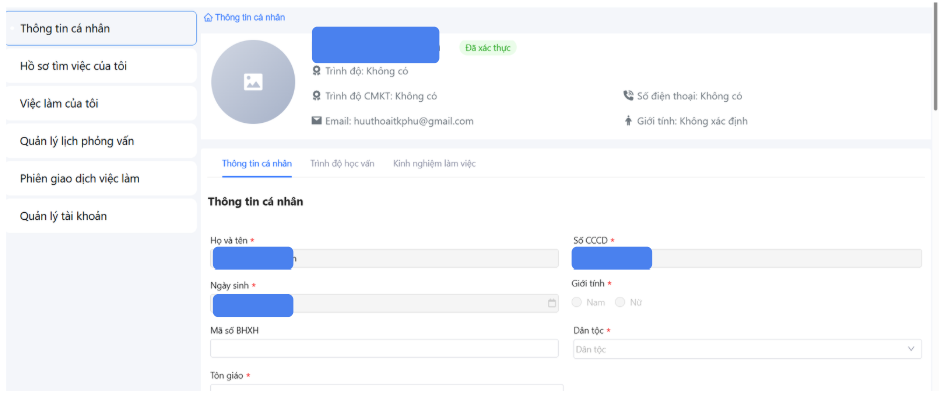 Thông tin cá nhân
Hồ sơ tìm việc của tôi
Việc làm của tôi
Quản lý lịch phỏng vấn
Phiên giao dịch việc làm
Quản lý tài khoản
Thông tin cá nhân
Đã xác thực
Trình độ: Không có
Trình độ CMKT: Không có
Số điện thoại: Không có
Email: huuthoaitkphu@gmail.com
Giới tính: Không xác định
Thông tin cá nhân Trình độ học vấn Kinh nghiệm làm việc
Thông tin cá nhân
Họ và tên *
Số CCCD *
Ngày sinh *
Giới tính *
Nam Nữ
Mã số BHXH
Dân tộc *
Dân tộc
Tôn giáo *